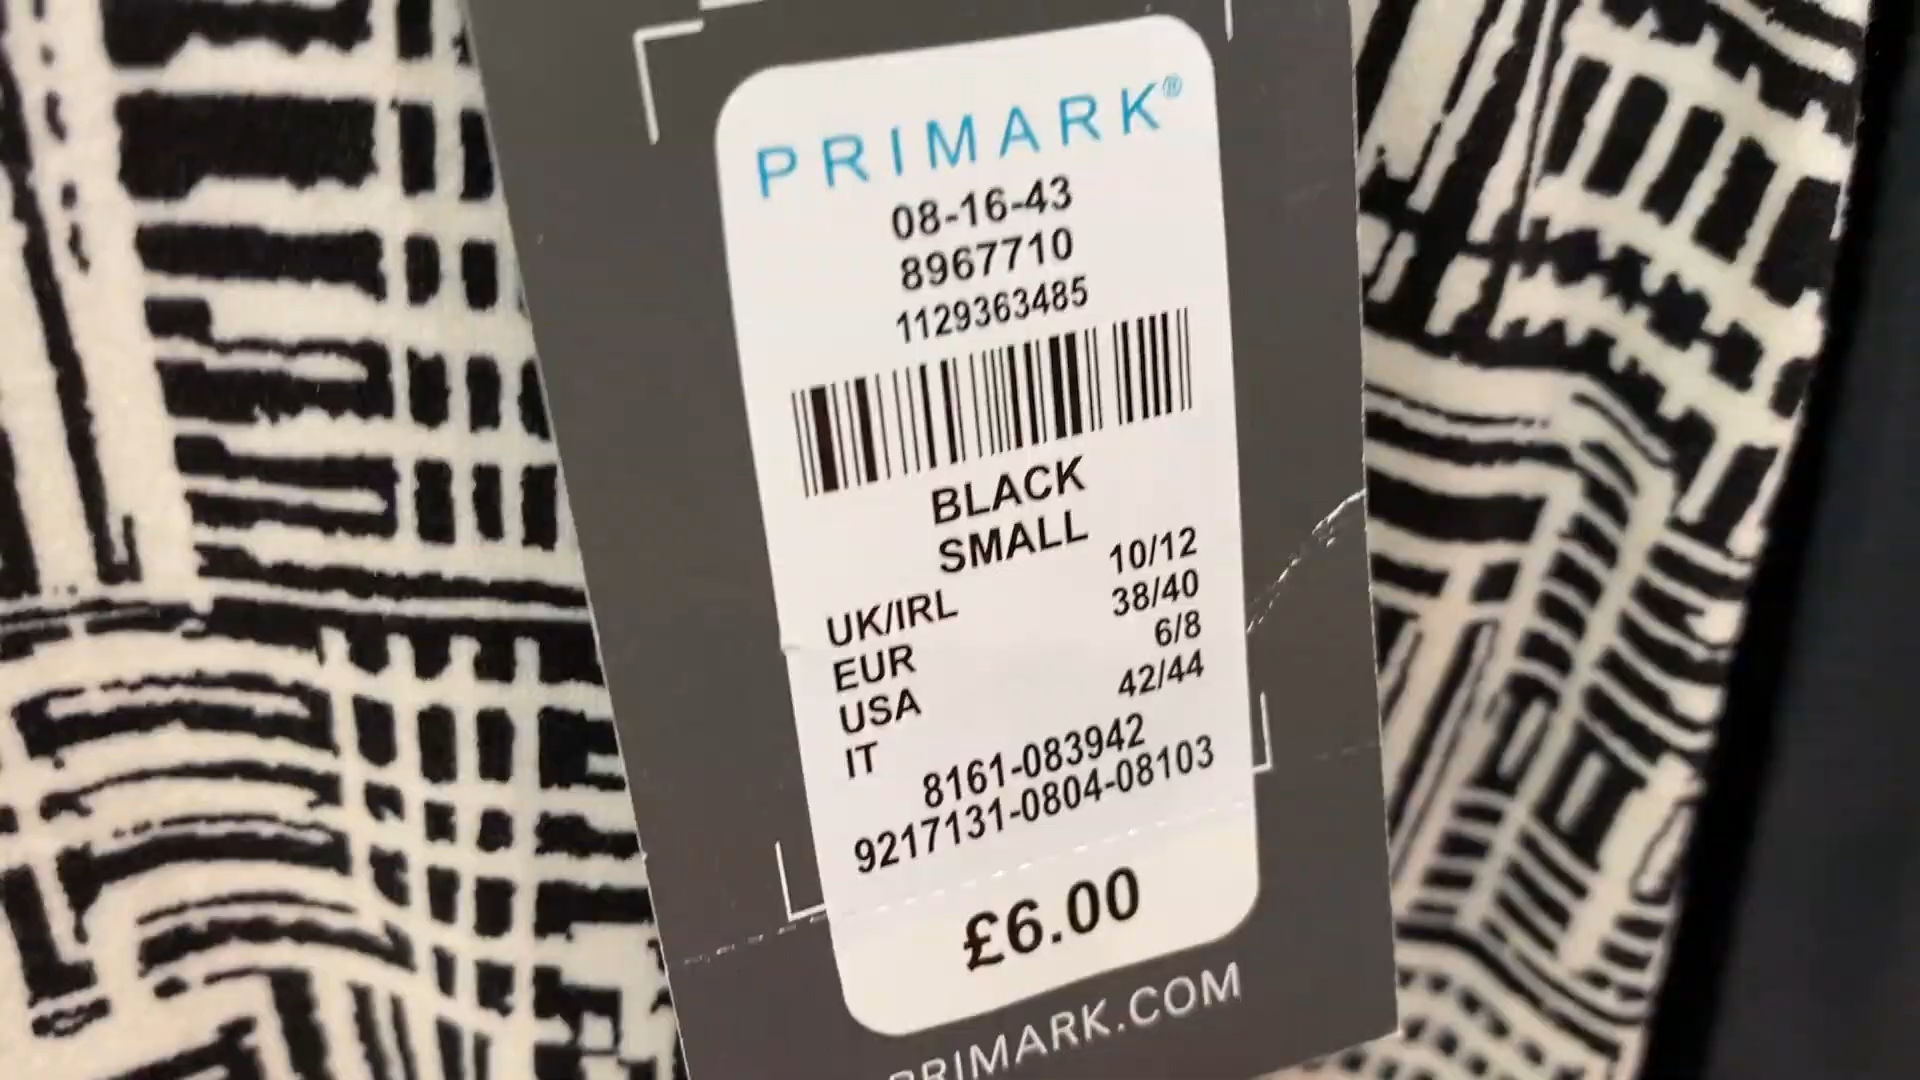 PRIMARK®
08-16-43
8967710
1129363485
BLACK
SMALL
UK/IRL 10/12
EUR 38/40
USA 6/8
IT 42/44
8161-083942
9217131-0804-08103
£6.00
PRIMARK.COM